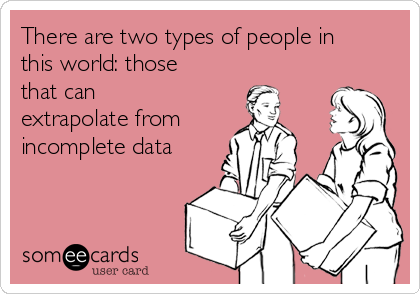 There are two types of people in
this world: those
that can
extrapolate from
incomplete data
someecards
user card